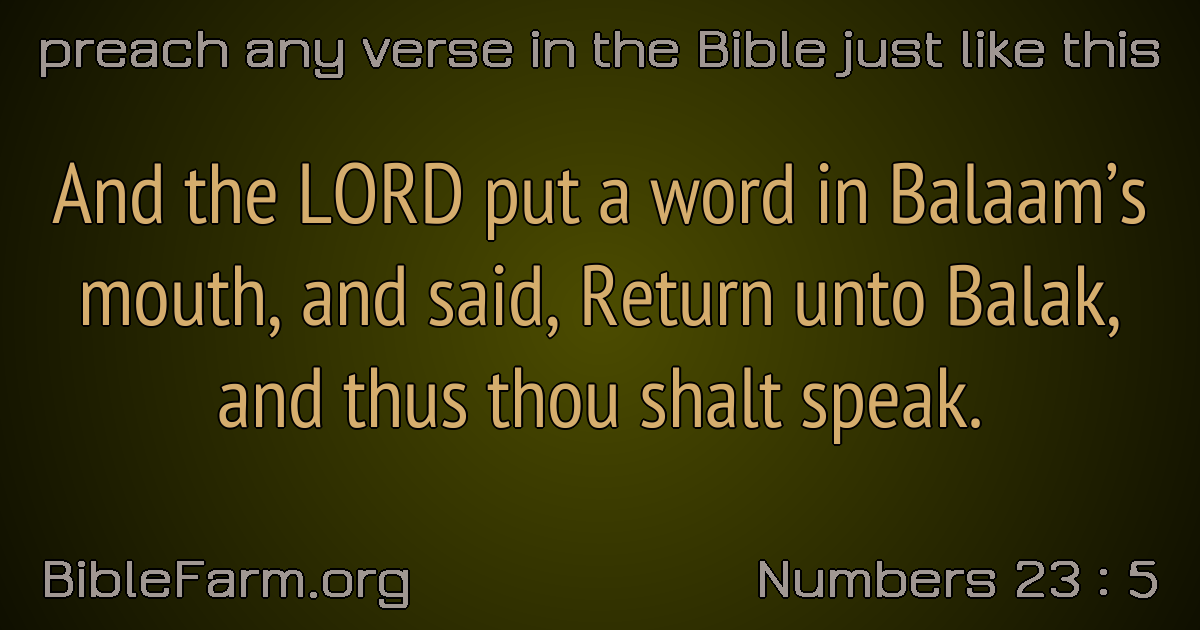 preach any verse in the Bible just like this
And the LORD put a word in Balaam’s
mouth, and said, Return unto Balak,
and thus thou shalt speak.
BibleFarm.org
Numbers 23 : 5